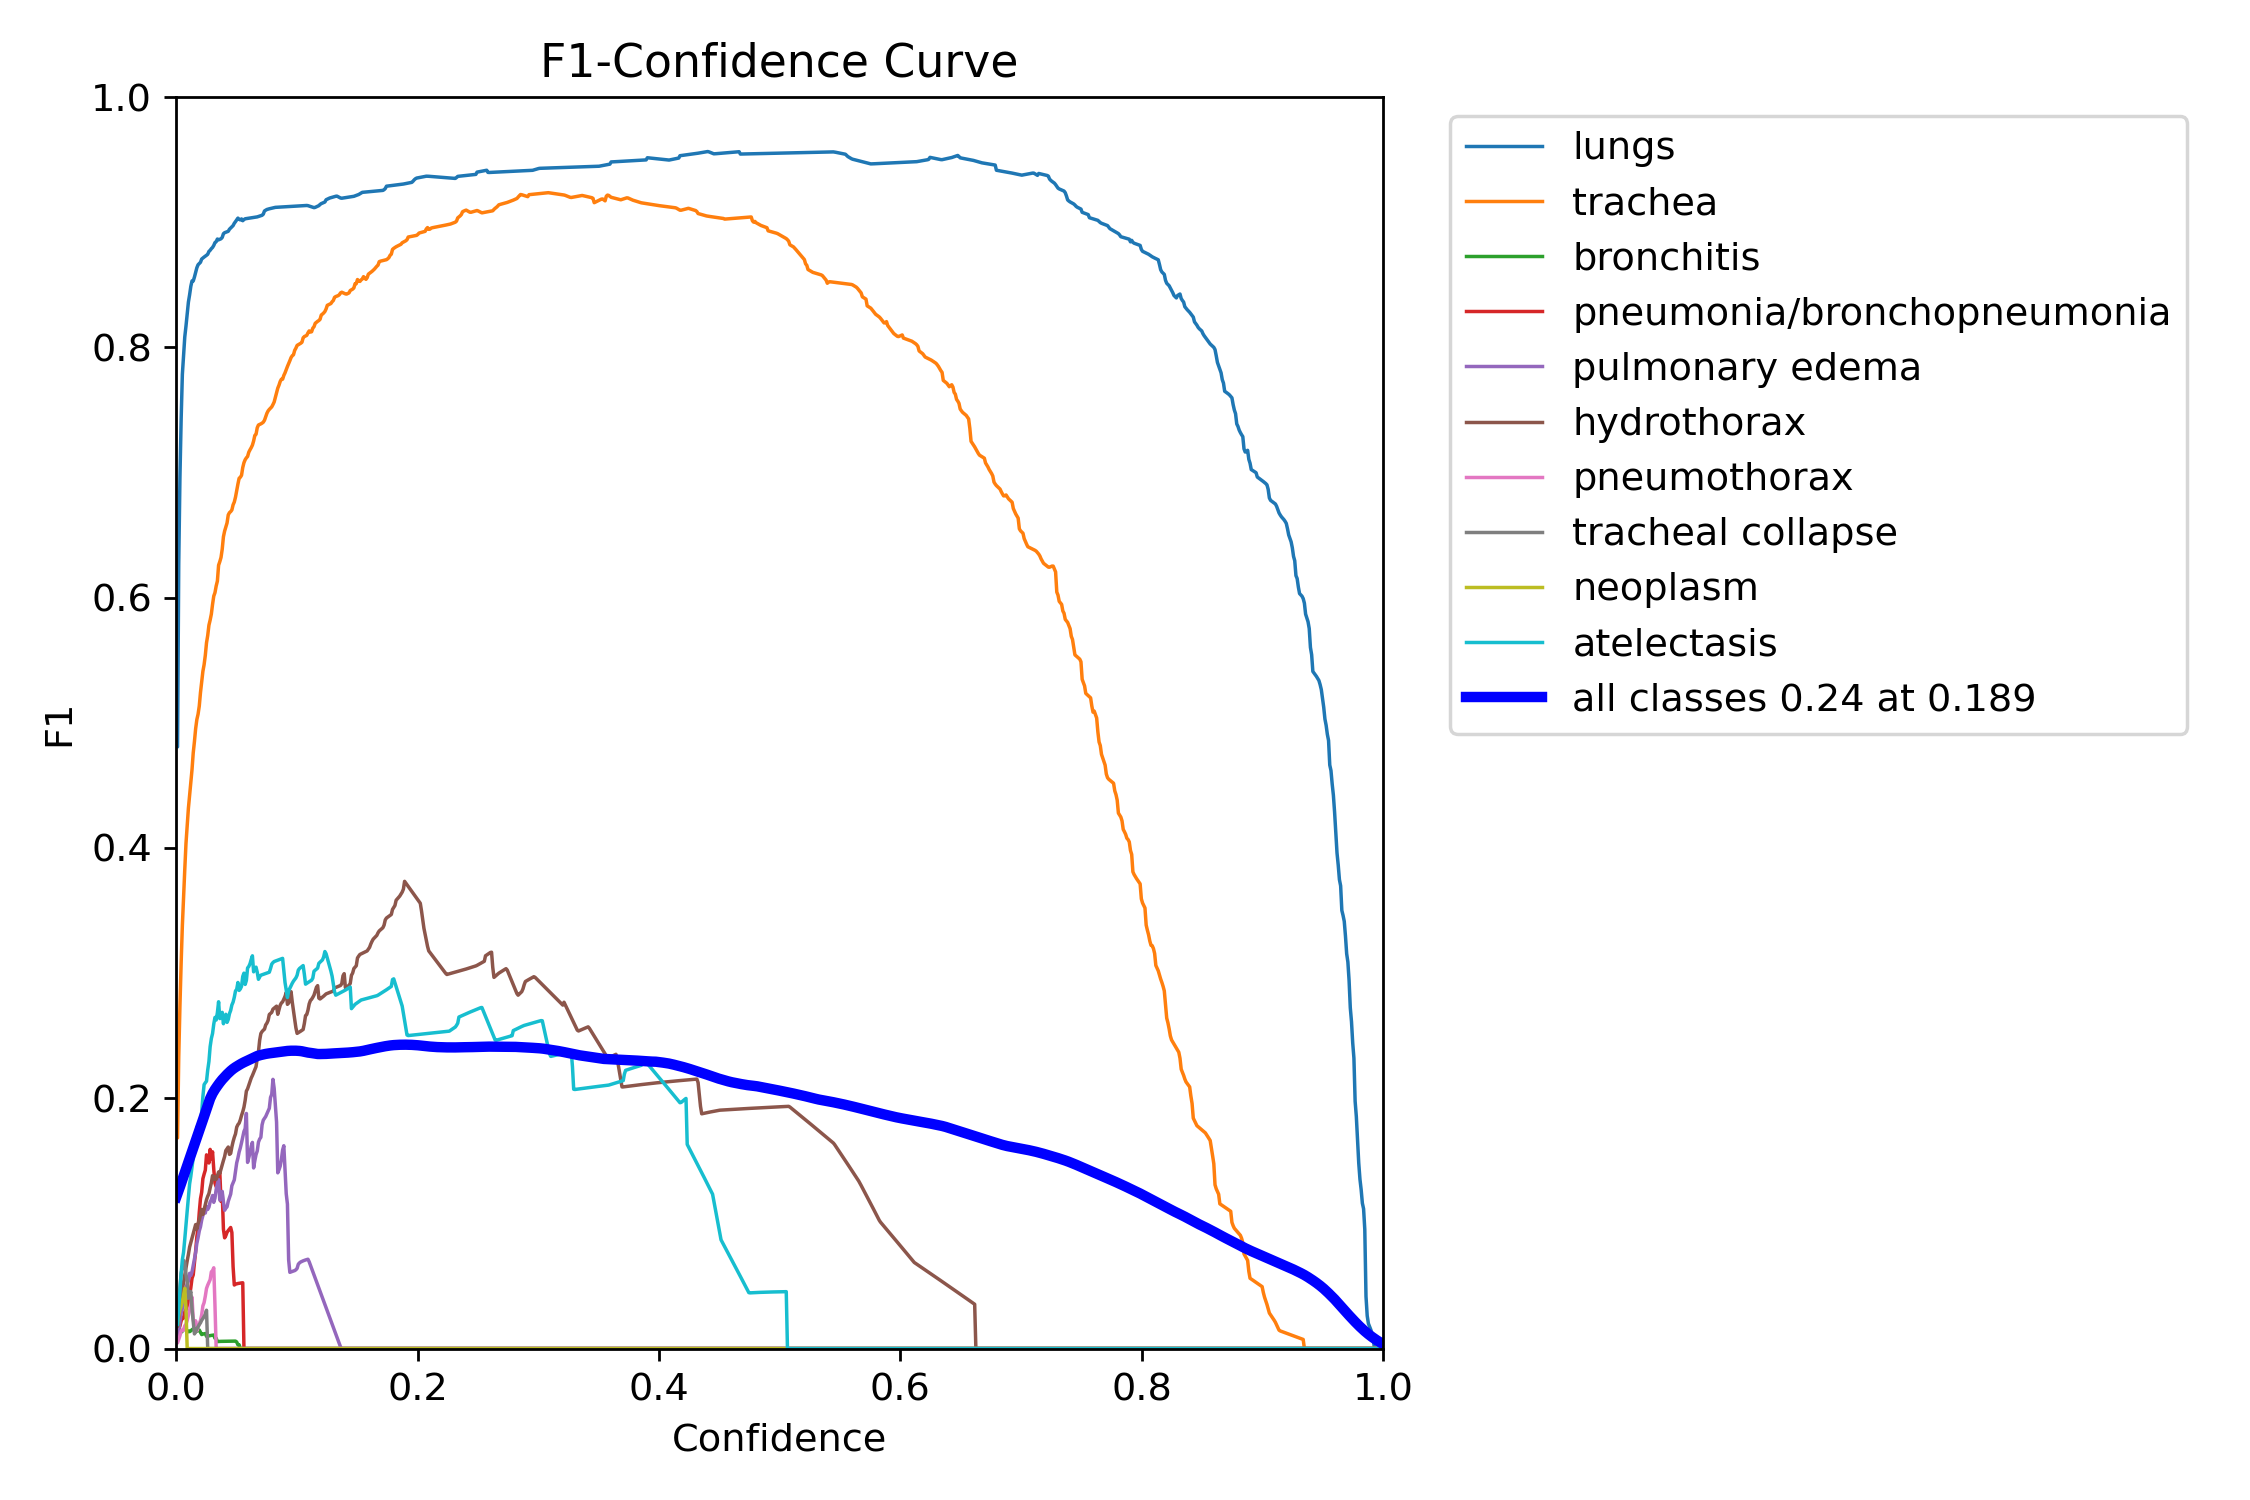 F1-Confidence Curve
1.0
0.8
0.6
0.4
0.2
0.0
F1
0.0 0.2 0.4 0.6 0.8 1.0
Confidence
lungs
trachea
bronchitis
pneumonia/bronchopneumonia
pulmonary edema
hydrothorax
pneumothorax
tracheal collapse
neoplasm
atelectasis
all classes 0.24 at 0.189